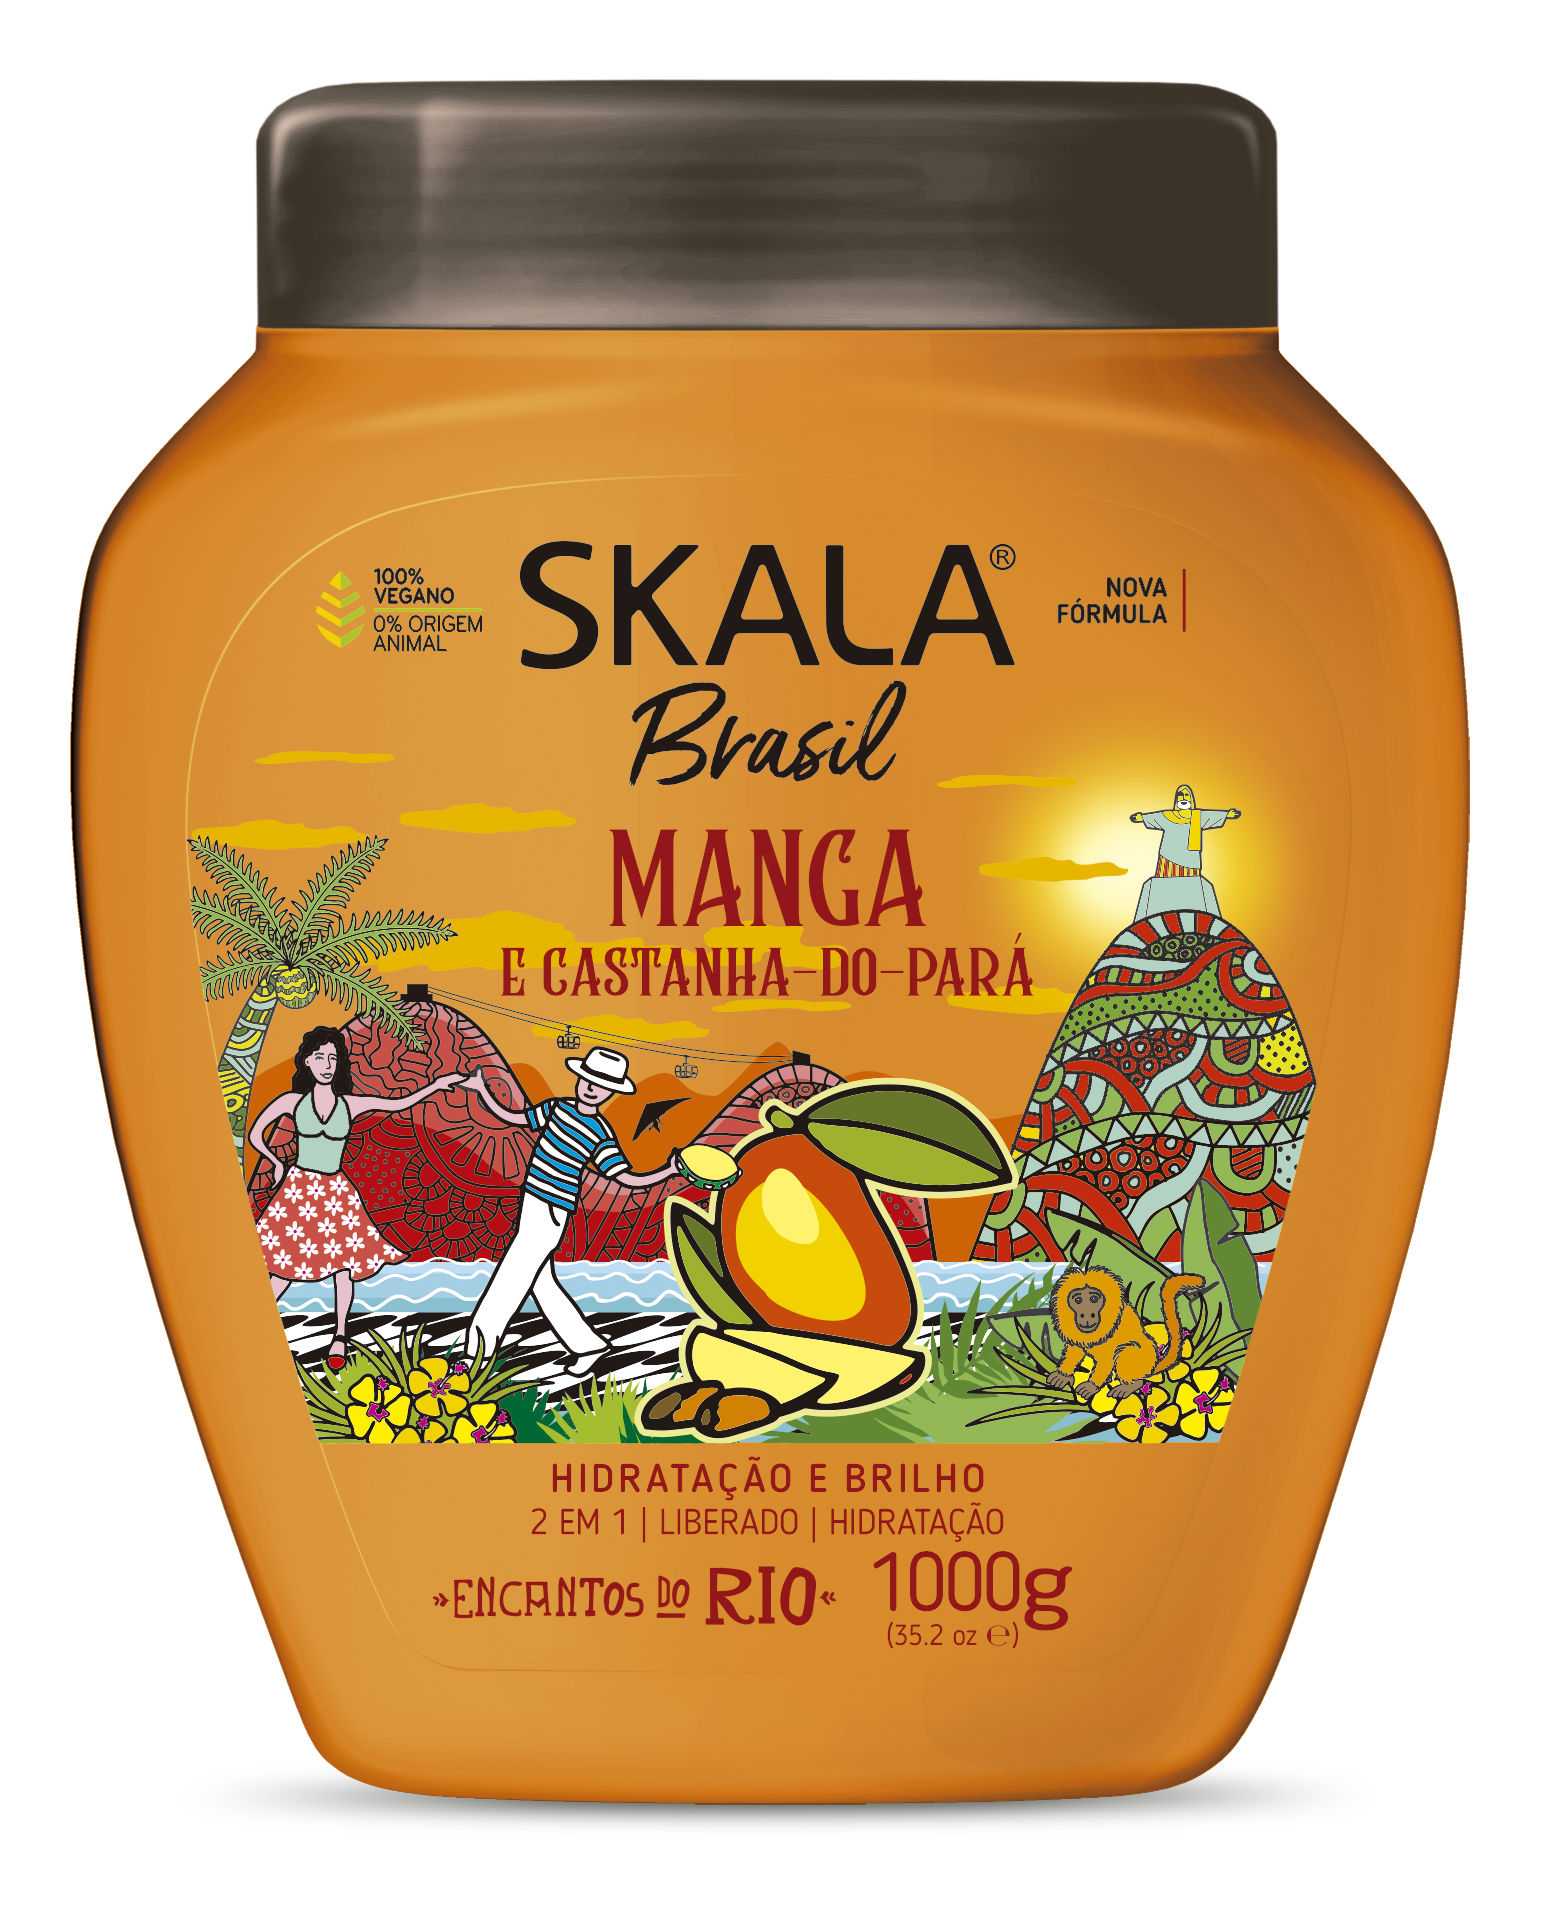 100%
VEGANO
0% ORIGEM
ANIMAL
SKALA®
NOVA
FÓRMULA
Brasil
MANGA
E CASTANHA-DO-PARÁ
HIDRATAÇÃO E BRILHO
2 EM 1 | LIBERADO | HIDRATAÇÃO
»ENCANTOS DO RIO«
1000g
(35.2 oz ℮)